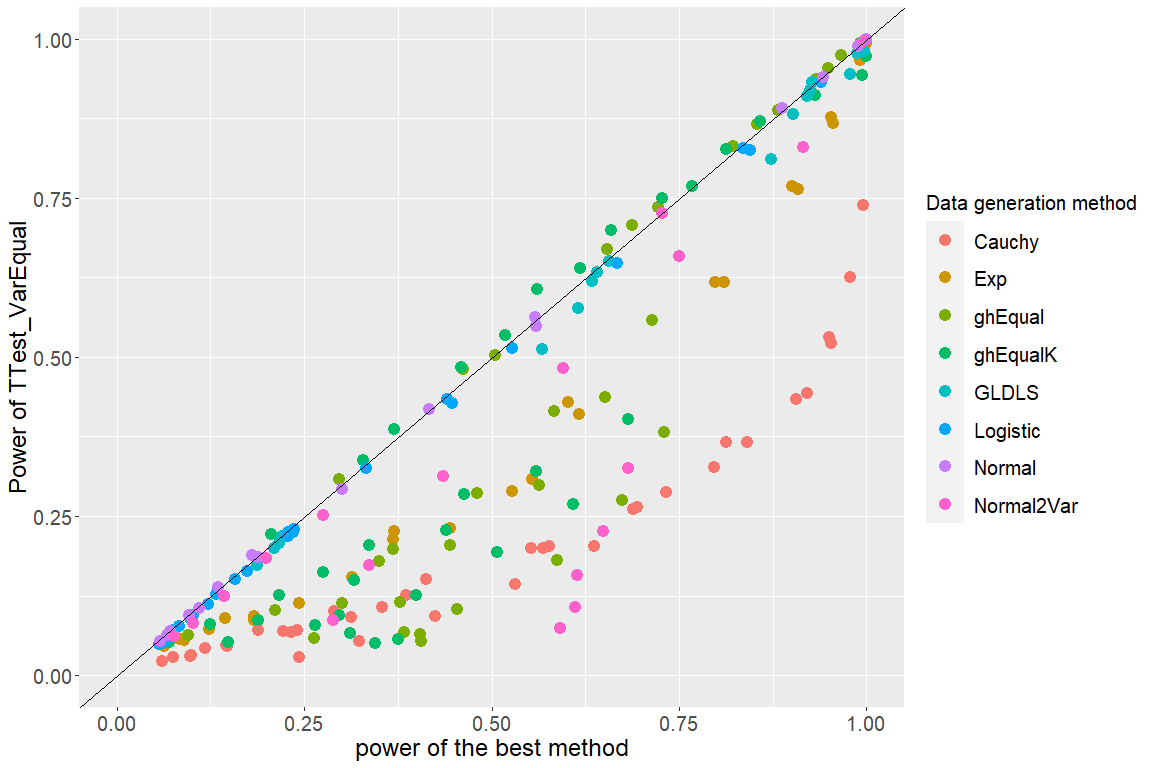 1.00
0.75
0.50
0.25
0.00
Power of TTest_VarEqual
0.00 0.25 0.50 0.75 1.00
power of the best method
Data generation method
Cauchy
Exp
ghEqual
ghEqualK
GLDLS
Logistic
Normal
Normal2Var